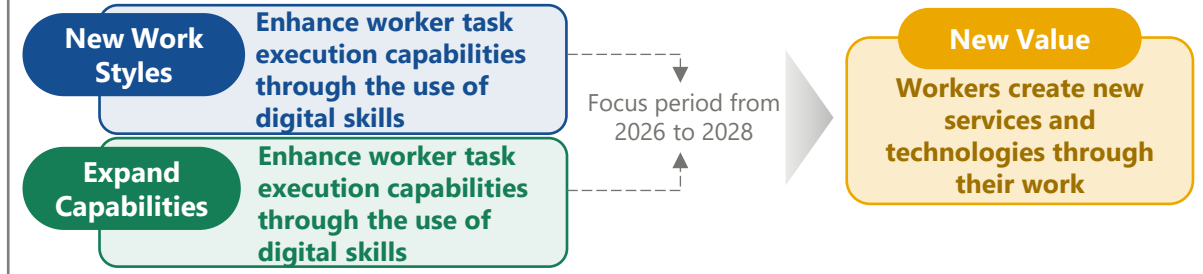 New Work
Styles
Enhance worker task
execution capabilities
through the use of
digital skills
Expand
Capabilities
Enhance worker task
execution capabilities
through the use of
digital skills
Focus period from
2026 to 2028
New Value
Workers create new
services and
technologies through
their work